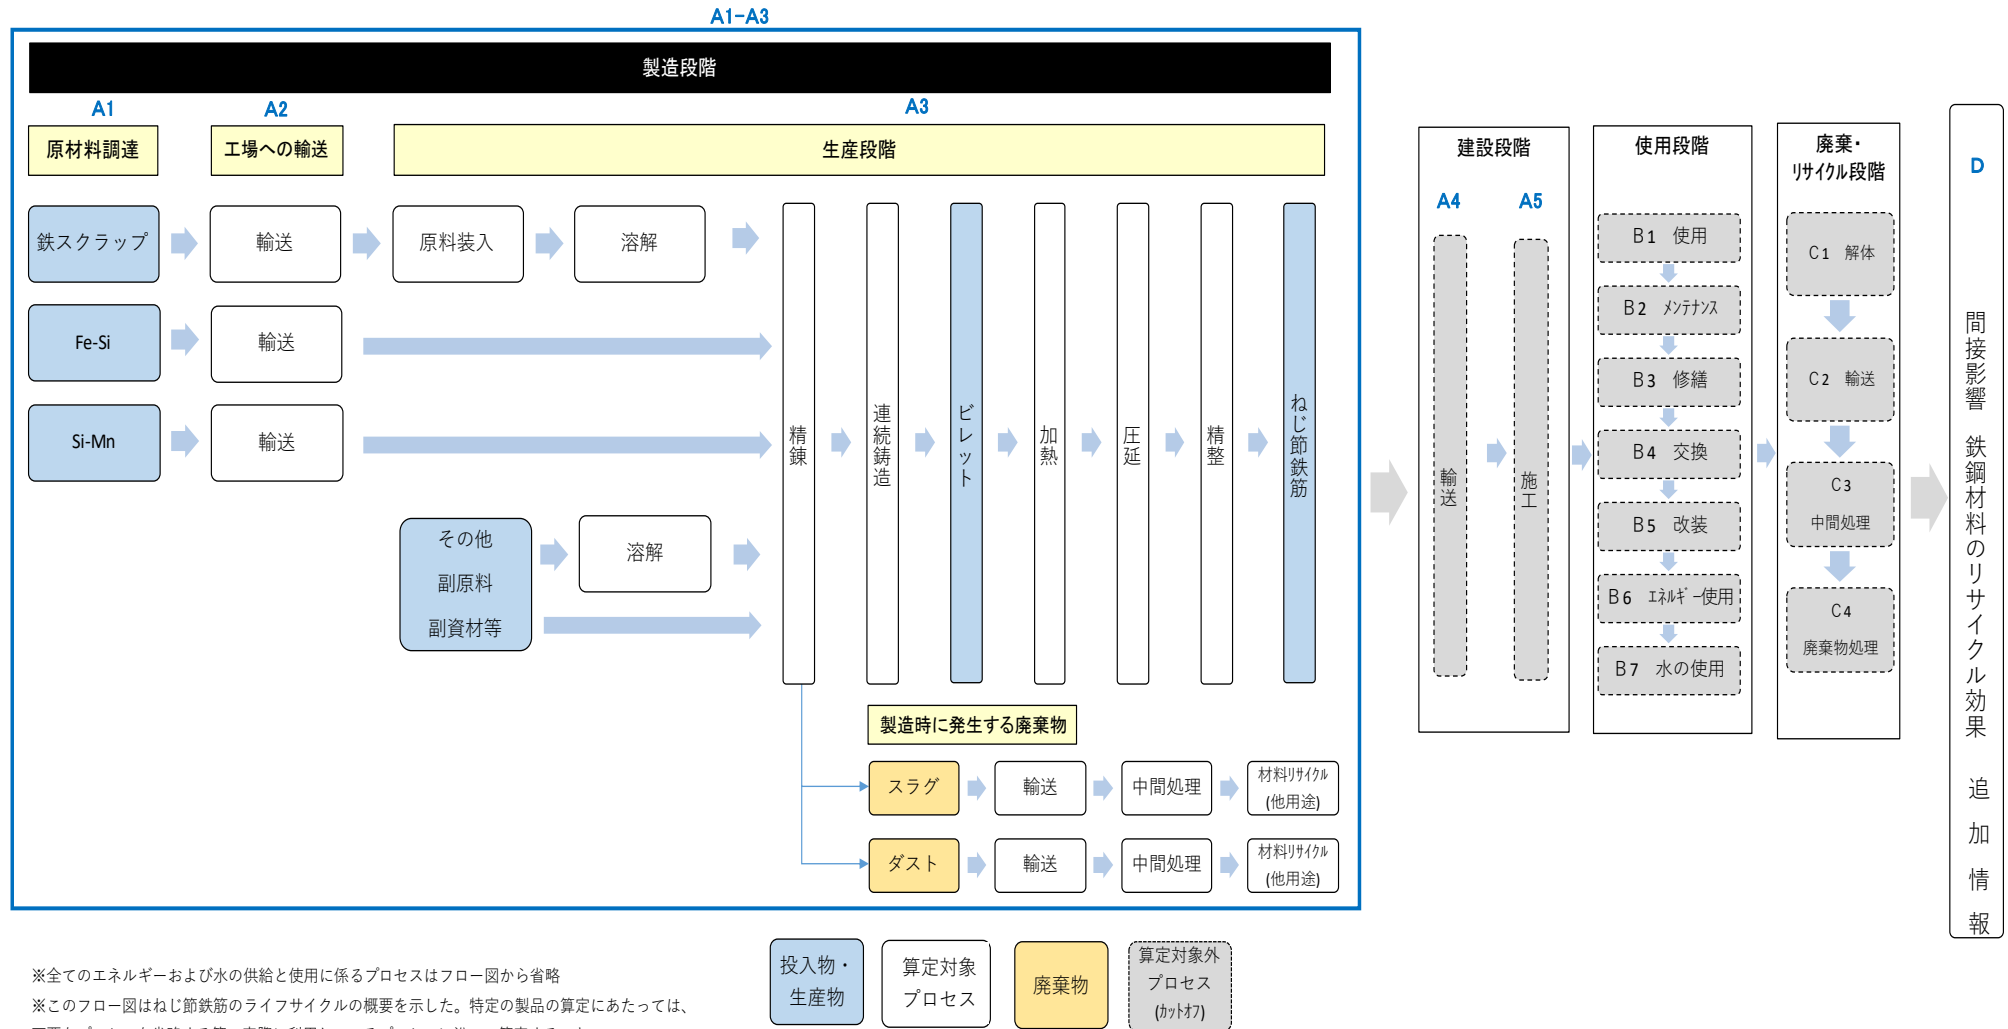 A1-A3
製造段階
A1
A2
A3
原材料調達
工場への輸送
生産段階
鉄スクラップ
輸送
原料装入
溶解
Fe-Si
輸送
Si-Mn
輸送
その他
副原料
副資材等
溶解
精錬
連続鋳造
ビレット
加熱
圧延
精整
ねじ節鉄筋
製造時に発生する廃棄物
スラグ
輸送
中間処理
材料リサイクル
(他用途)
ダスト
輸送
中間処理
材料リサイクル
(他用途)
建設段階
A4
A5
輸送
施工
使用段階
B1 使用
B2 メンテナンス
B3 修繕
B4 交換
B5 改装
B6 エネルギー使用
B7 水の使用
廃棄・
リサイクル段階
C1 解体
C2 輸送
C3
中間処理
C4
廃棄物処理
D
間接影響 鉄鋼材料のリサイクル効果 追加情報
投入物・
生産物
算定対象
プロセス
廃棄物
算定対象外
プロセス
(カットオフ)
※全てのエネルギーおよび水の供給と使用に係るプロセスはフロー図から省略
※このフロー図はねじ節鉄筋のライフサイクルの概要を示した。特定の製品の算定にあたっては、